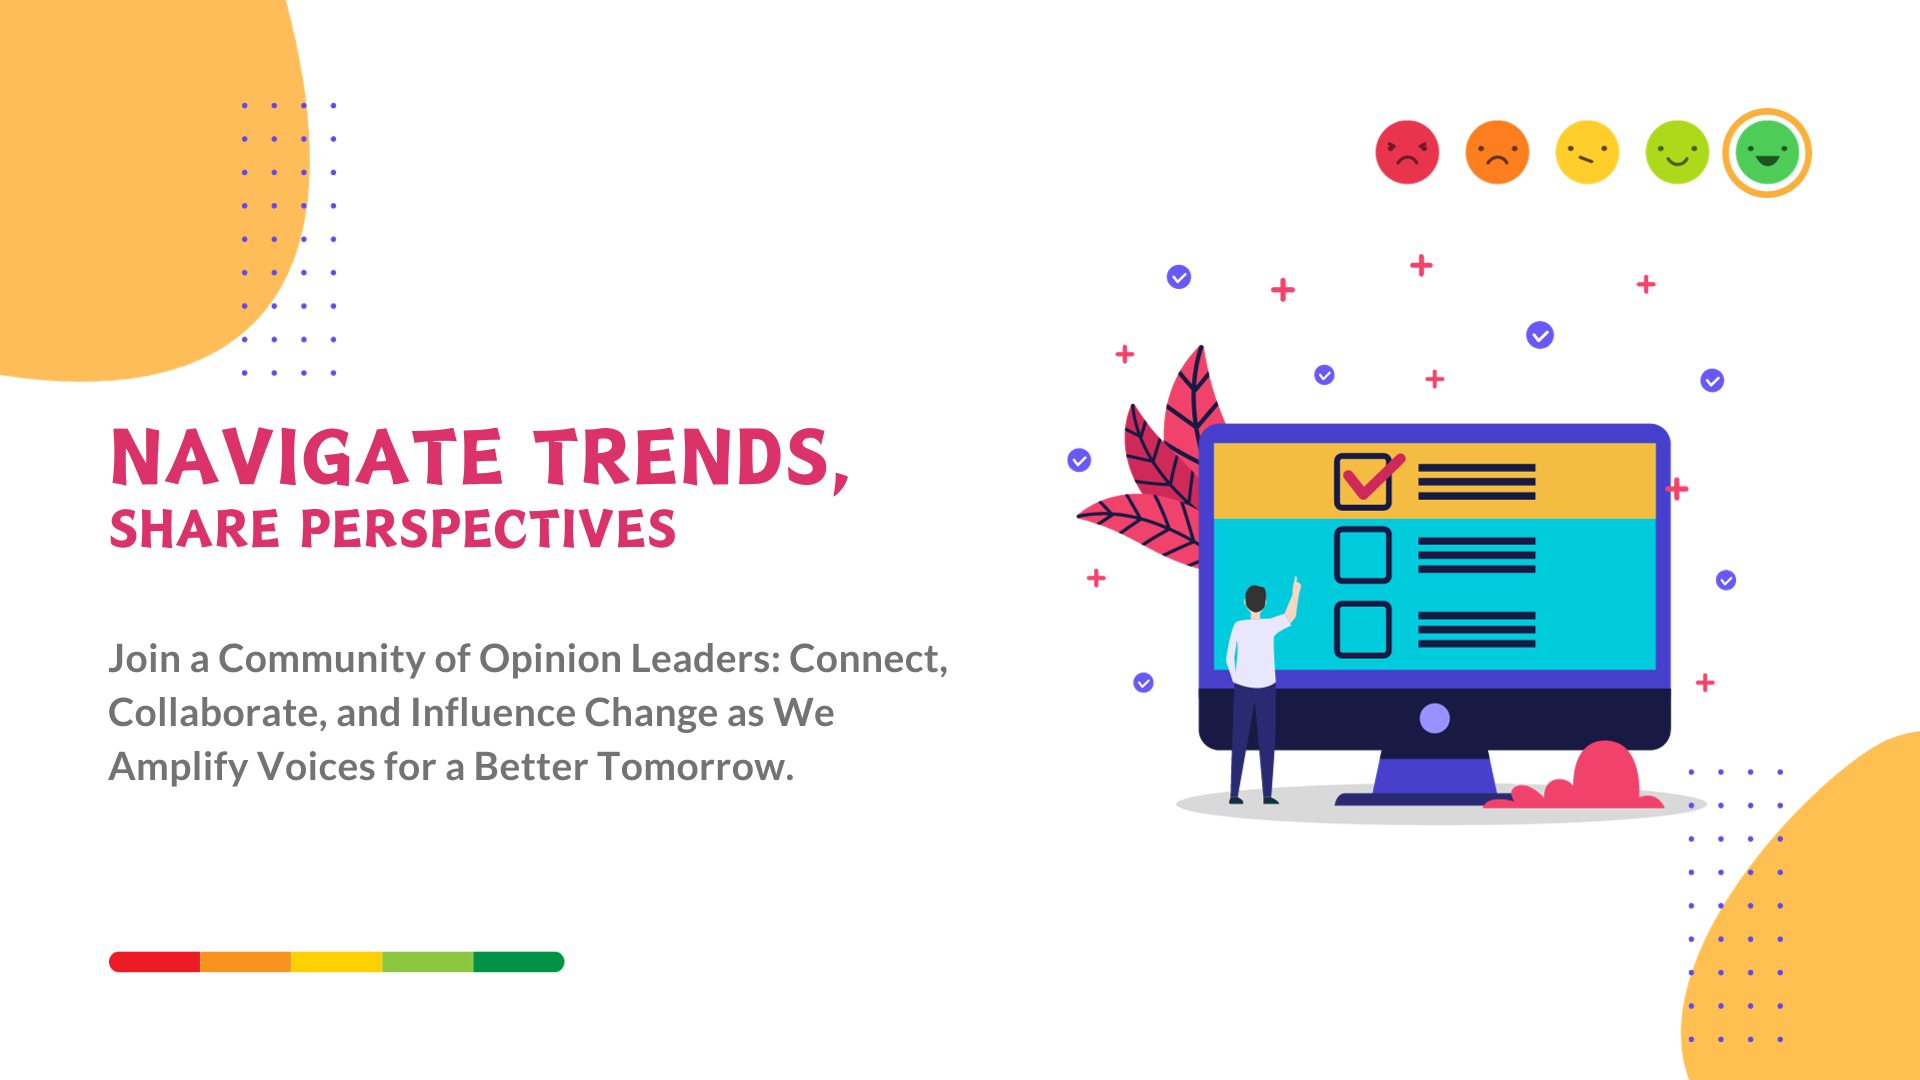 NAVIGATE TRENDS,
SHARE PERSPECTIVES
Join a Community of Opinion Leaders: Connect,
Collaborate, and Influence Change as We
Amplify Voices for a Better Tomorrow.